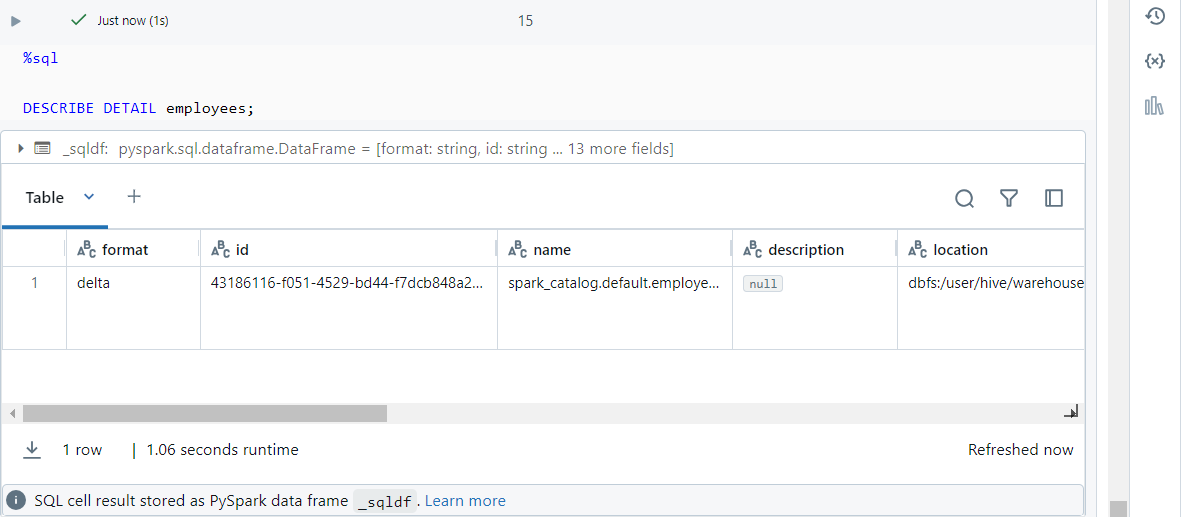 Just now (1s) 15
%sql
DESCRIBE DETAIL employees;
_sqldf: pyspark.sql.dataframe.DataFrame = [format: string, id: string ... 13 more fields]
Table
format id name description location
1 delta 43186116-f051-4529-bd44-f7dcb848a2... spark_catalog.default.employe... null dbfs:/user/hive/warehouse
1 row | 1.06 seconds runtime Refreshed now
SQL cell result stored as PySpark data frame _sqldf. Learn more